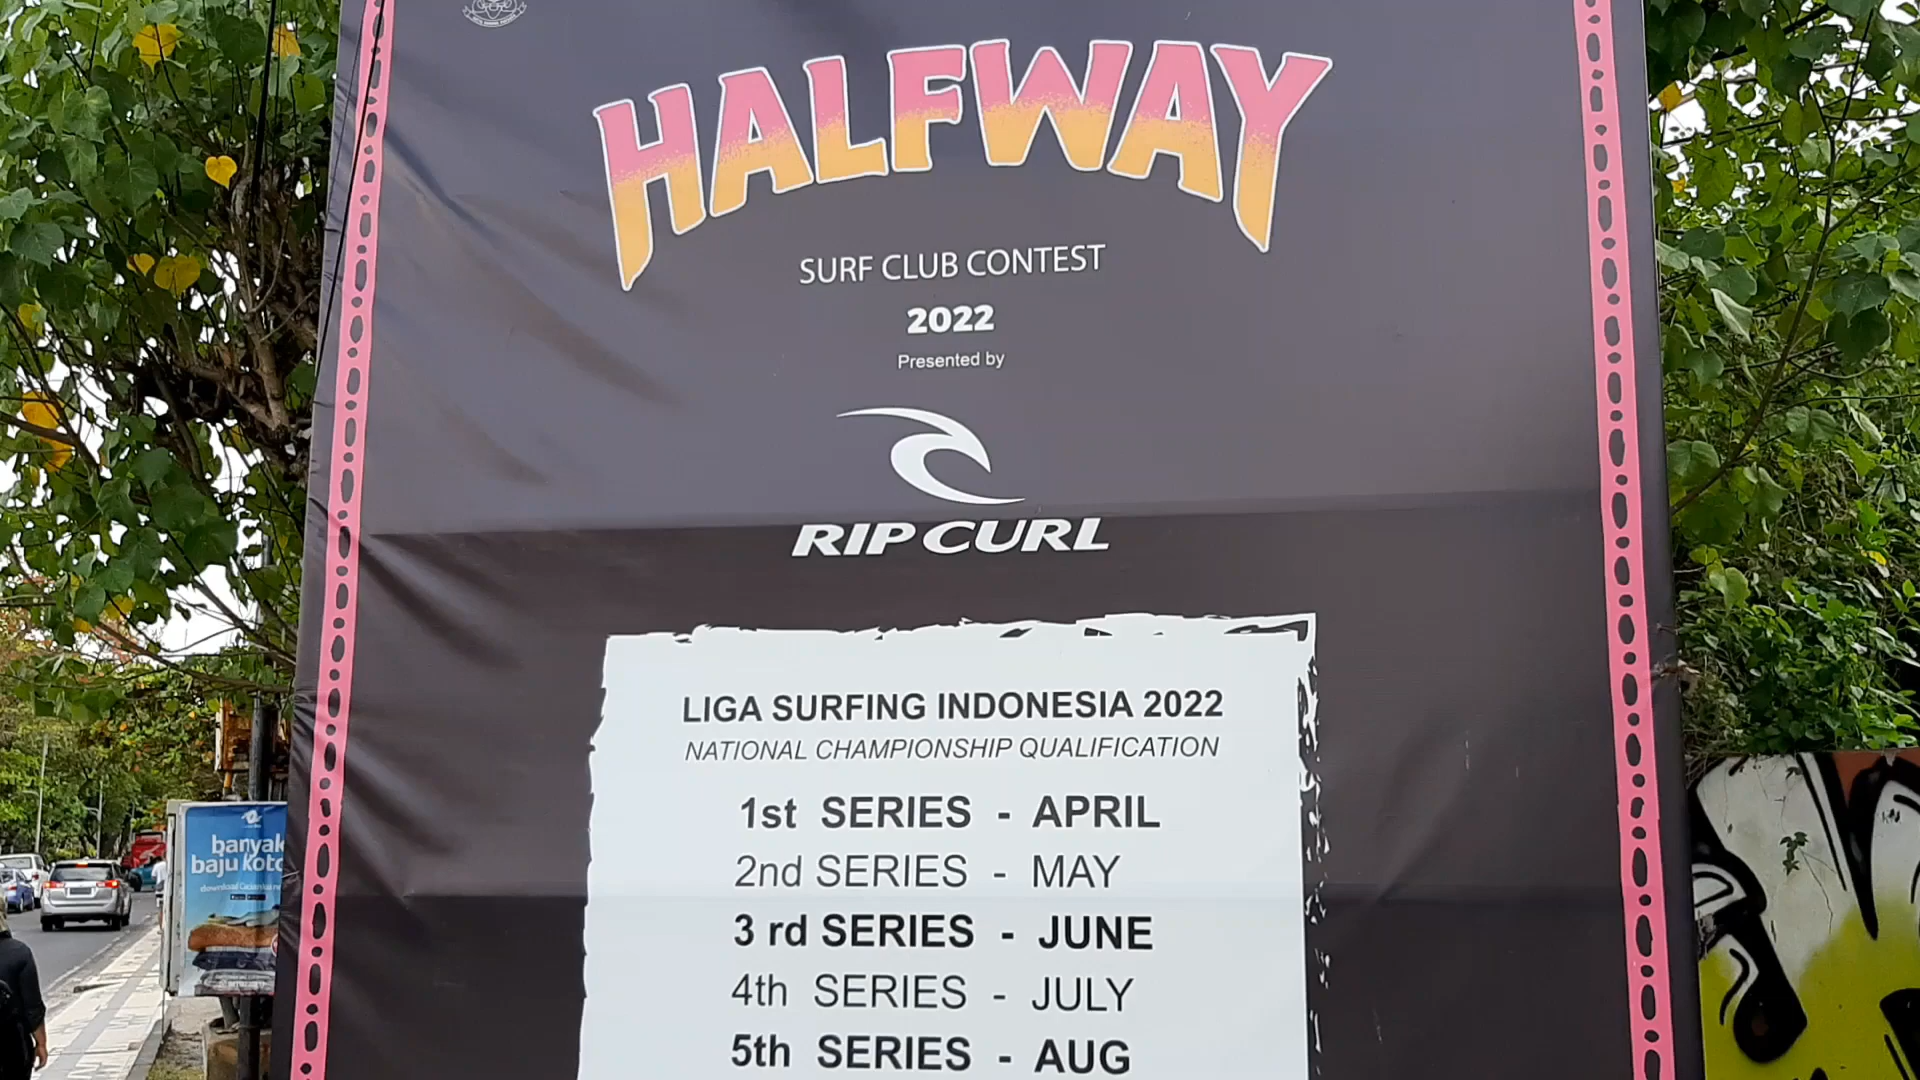 HALFWAY
SURF CLUB CONTEST
2022
Presented by
RIP CURL
LIGA SURFING INDONESIA 2022
NATIONAL CHAMPIONSHIP QUALIFICATION
1st SERIES - APRIL
2nd SERIES - MAY
3 rd SERIES - JUNE
4th SERIES - JULY
5th SERIES - AUG
banyak
baju
download